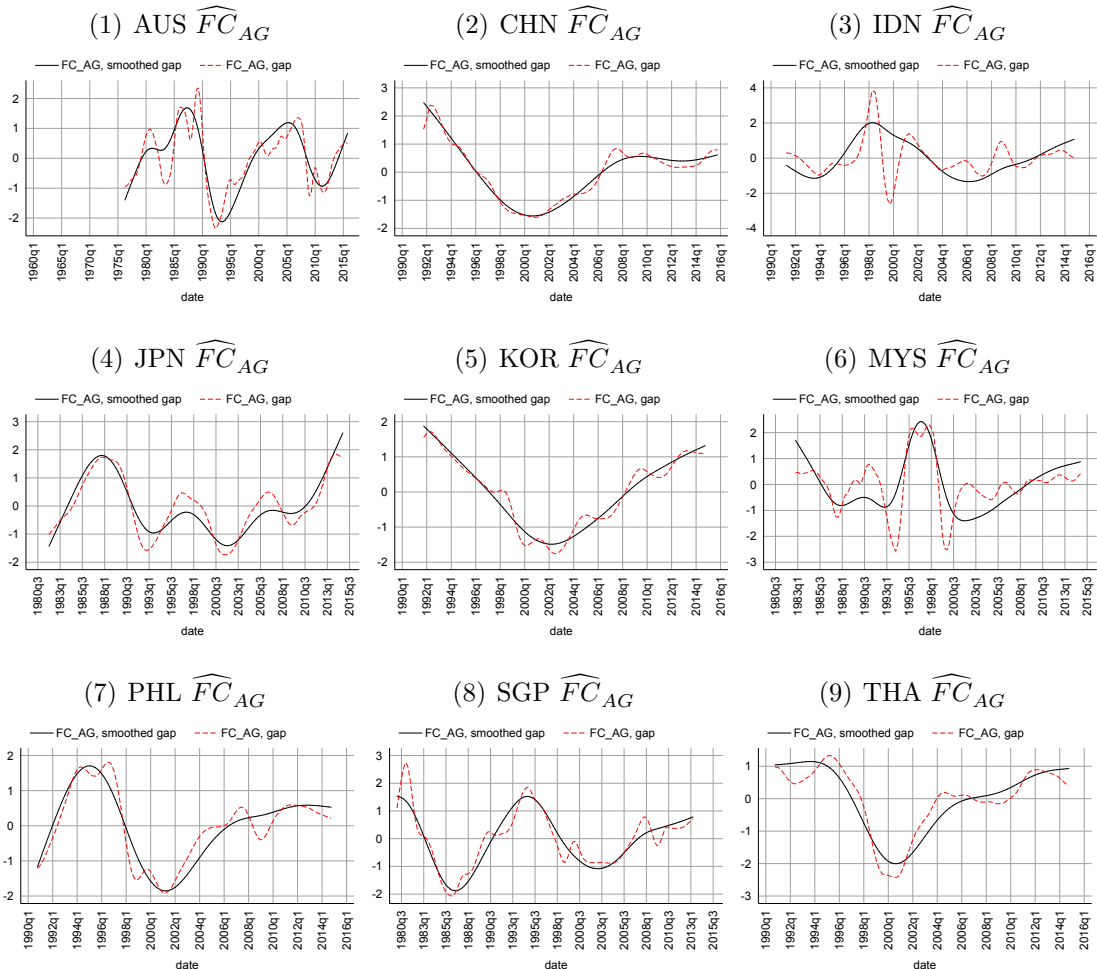 (1) AUS FC_AG
(2) CHN FC_AG
(3) IDN FC_AG
FC_AG, smoothed gap FC_AG, gap
FC_AG, smoothed gap FC_AG, gap
FC_AG, smoothed gap FC_AG, gap
2
1
0
-1
-2
1960q1 1965q1 1970q1 1975q1 1980q1 1985q1 1990q1 1995q1 2000q1 2005q1 2010q1 2015q1
date
3
2
1
0
-1
-2
1990q1 1992q1 1994q1 1996q1 1998q1 2000q1 2002q1 2004q1 2006q1 2008q1 2010q1 2012q1 2014q1 2016q1
date
4
2
0
-2
-4
1990q1 1992q1 1994q1 1996q1 1998q1 2000q1 2002q1 2004q1 2006q1 2008q1 2010q1 2012q1 2014q1 2016q1
date
(4) JPN FC_AG
(5) KOR FC_AG
(6) MYS FC_AG
FC_AG, smoothed gap FC_AG, gap
FC_AG, smoothed gap FC_AG, gap
FC_AG, smoothed gap FC_AG, gap
3
2
1
0
-1
-2
1980q3 1983q1 1985q3 1988q1 1990q3 1993q1 1995q3 1998q1 2000q3 2003q1 2005q3 2008q1 2010q3 2013q1 2015q3
date
2
1
0
-1
-2
1990q1 1992q1 1994q1 1996q1 1998q1 2000q1 2002q1 2004q1 2006q1 2008q1 2010q1 2012q1 2014q1 2016q1
date
2
1
0
-1
-2
-3
1980q3 1983q1 1985q3 1988q1 1990q3 1993q1 1995q3 1998q1 2000q3 2003q1 2005q3 2008q1 2010q3 2013q1 2015q3
date
(7) PHL FC_AG
(8) SGP FC_AG
(9) THA FC_AG
FC_AG, smoothed gap FC_AG, gap
FC_AG, smoothed gap FC_AG, gap
FC_AG, smoothed gap FC_AG, gap
2
1
0
-1
-2
1990q1 1992q1 1994q1 1996q1 1998q1 2000q1 2002q1 2004q1 2006q1 2008q1 2010q1 2012q1 2014q1 2016q1
date
3
2
1
0
-1
-2
1980q3 1983q1 1985q3 1988q1 1990q3 1993q1 1995q3 1998q1 2000q3 2003q1 2005q3 2008q1 2010q3 2013q1 2015q3
date
1
0
-1
-2
-3
1990q1 1992q1 1994q1 1996q1 1998q1 2000q1 2002q1 2004q1 2006q1 2008q1 2010q1 2012q1 2014q1 2016q1
date